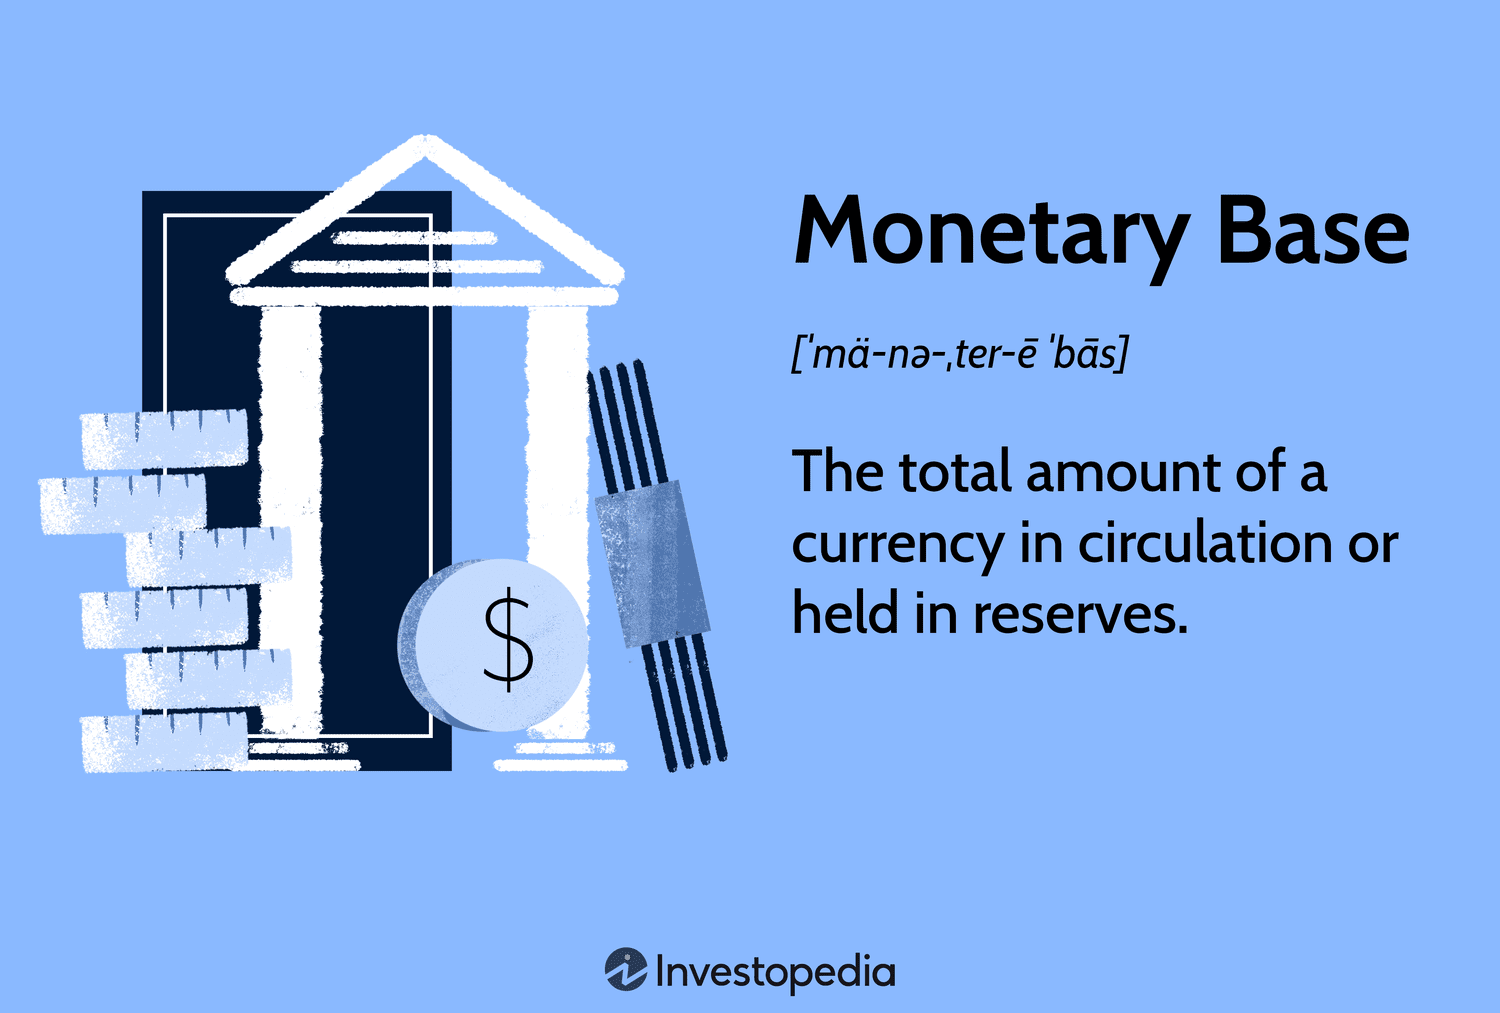 Monetary Base
[ˈmä-nə-ˌter-ē ˈbās]
The total amount of a
currency in circulation or
held in reserves.
$
Investopedia